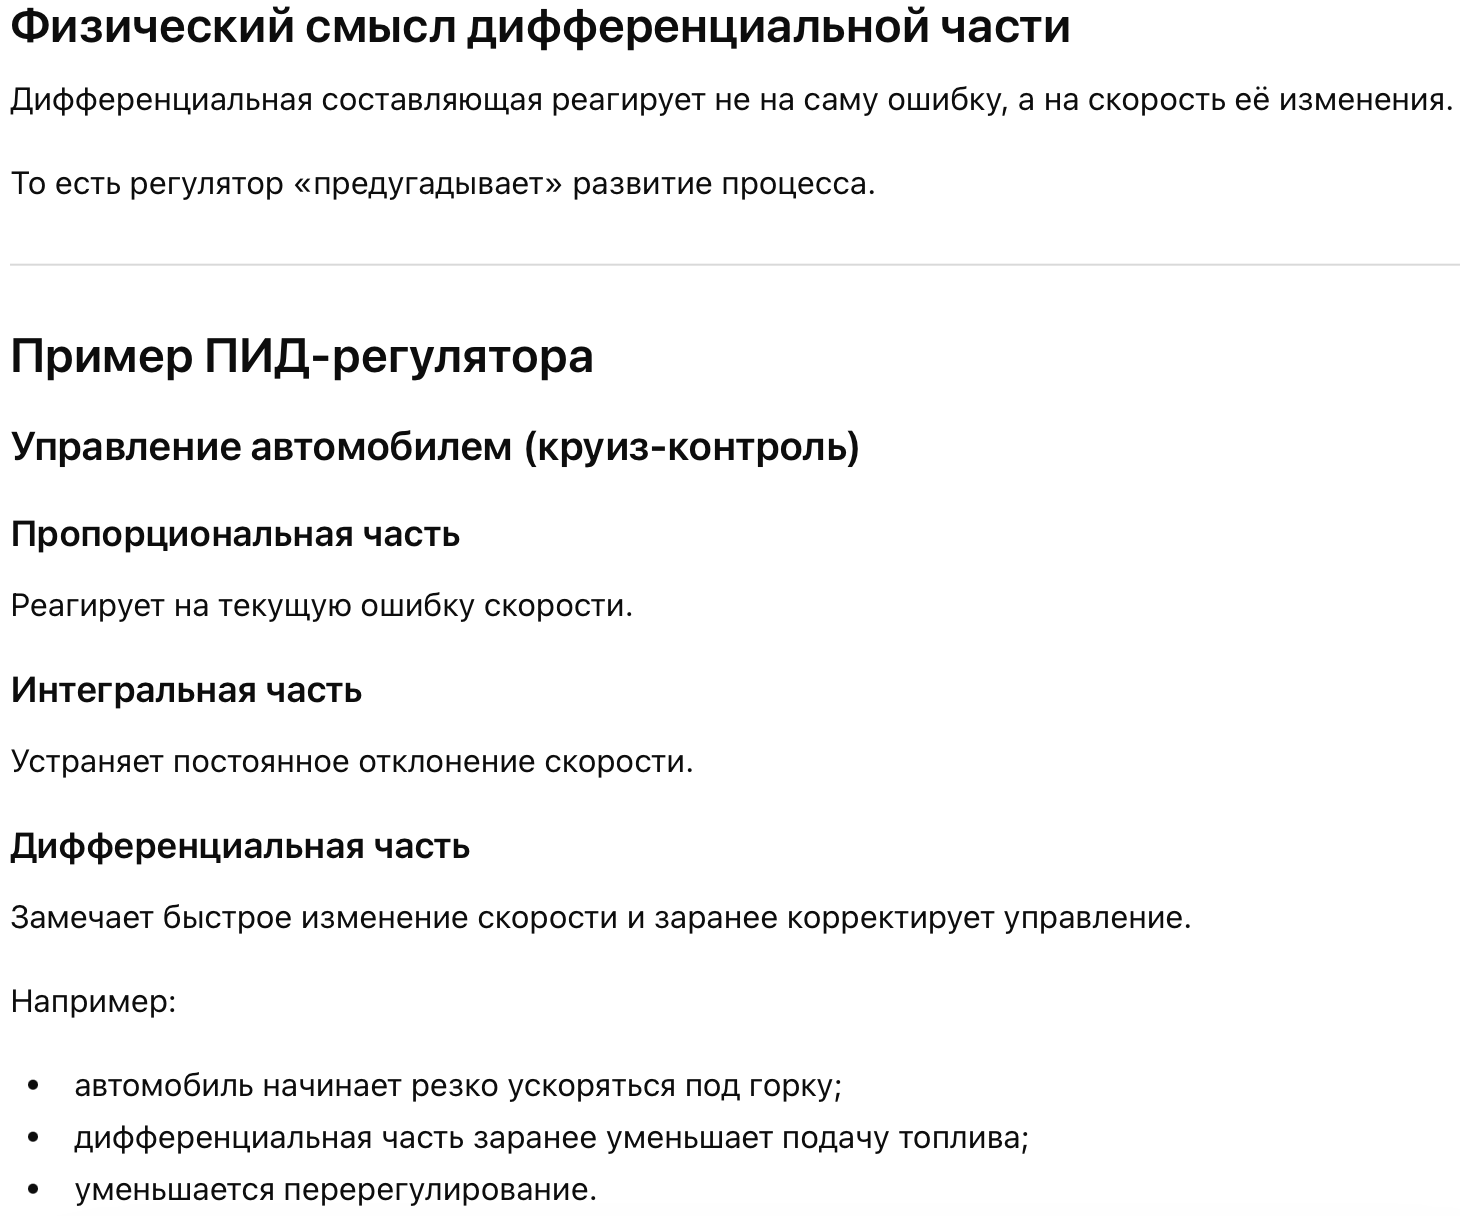 Физический смысл дифференциальной части
Дифференциальная составляющая реагирует не на саму ошибку, а на скорость её изменения.
То есть регулятор «предугадывает» развитие процесса.
Пример ПИД-регулятора
Управление автомобилем (круиз-контроль)
Пропорциональная часть
Реагирует на текущую ошибку скорости.
Интегральная часть
Устраняет постоянное отклонение скорости.
Дифференциальная часть
Замечает быстрое изменение скорости и заранее корректирует управление.
Например:
• автомобиль начинает резко ускоряться под горку;
• дифференциальная часть заранее уменьшает подачу топлива;
• уменьшается перерегулирование.